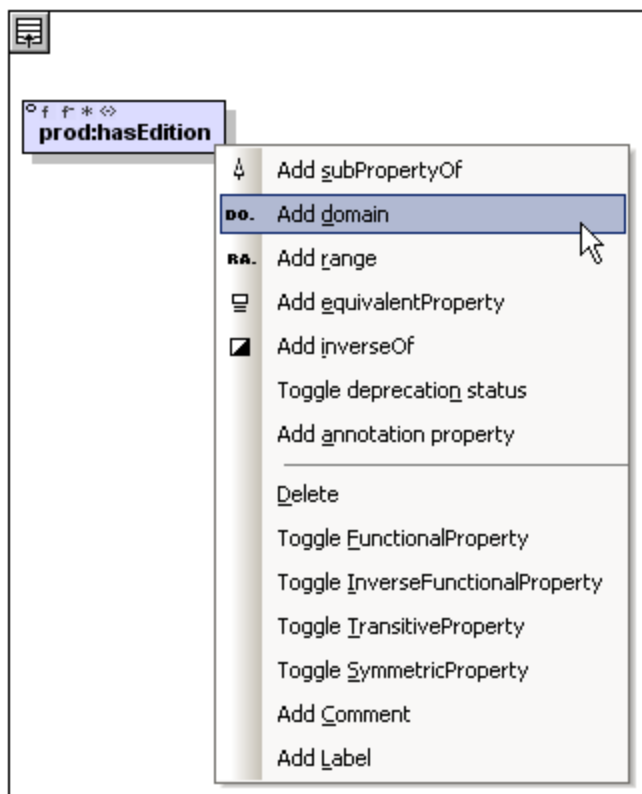 f f⁻ * <>
prod:hasEdition
Add subPropertyOf
DO. Add domain
RA. Add range
Add equivalentProperty
Add inverseOf
Toggle deprecation status
Add annotation property
Delete
Toggle FunctionalProperty
Toggle InverseFunctionalProperty
Toggle TransitiveProperty
Toggle SymmetricProperty
Add Comment
Add Label